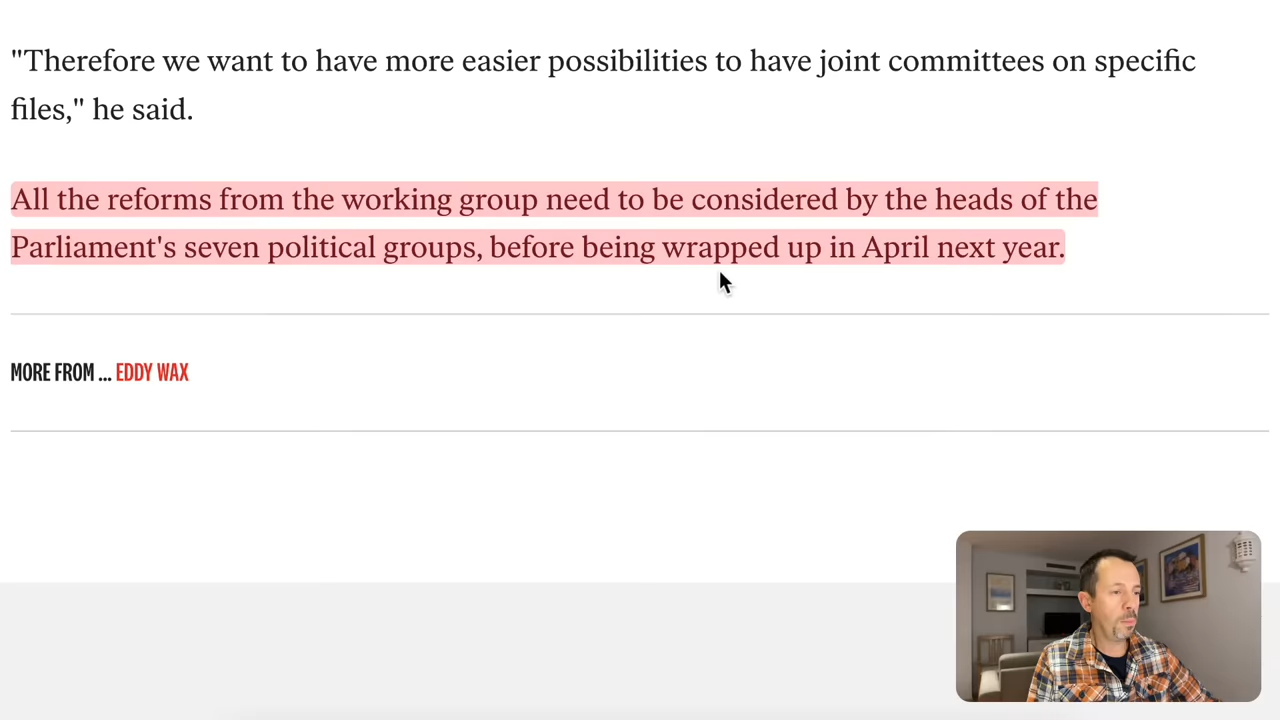 "Therefore we want to have more easier possibilities to have joint committees on specific
files," he said.
All the reforms from the working group need to be considered by the heads of the
Parliament's seven political groups, before being wrapped up in April next year.
MORE FROM ... EDDY WAX